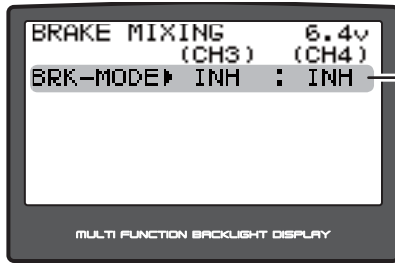 BRAKE MIXING 6.4v
(CH3) (CH4)
BRK-MODE▸ INH : INH
MULTI FUNCTION BACKLIGHT DISPLAY